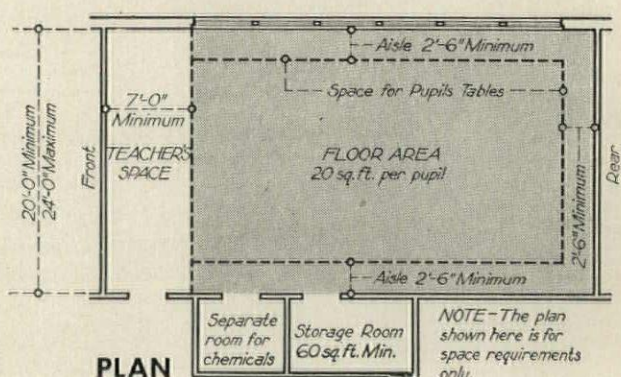 Aisle 2'-6" Minimum
Space for Pupils Tables
7'-0"
Minimum
20'-0" Minimum
24'-0" Maximum
Front
TEACHER'S
SPACE
FLOOR AREA
20 sq. ft. per pupil
2'-6" Minimum
Rear
Aisle 2'-6" Minimum
Separate
room for
chemicals
Storage Room
60 sq. ft. Min.
NOTE - The plan
shown here is for
space requirements
only.
PLAN